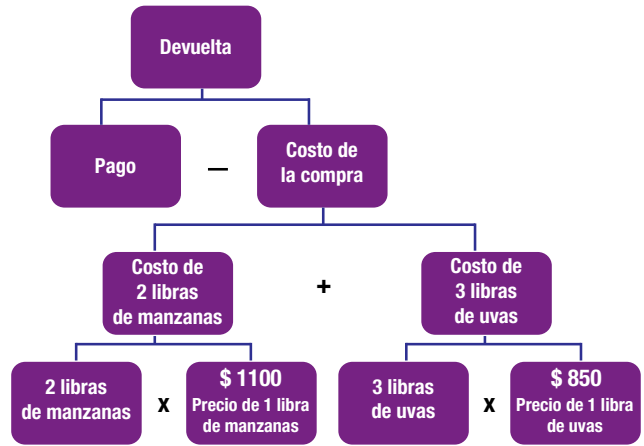 Devuelta
Pago
—
Costo de
la compra
Costo de
2 libras
de manzanas
+
Costo de
3 libras
de uvas
2 libras
de manzanas
x
$ 1100
Precio de 1 libra
de manzanas
3 libras
de uvas
x
$ 850
Precio de 1 libra
de uvas